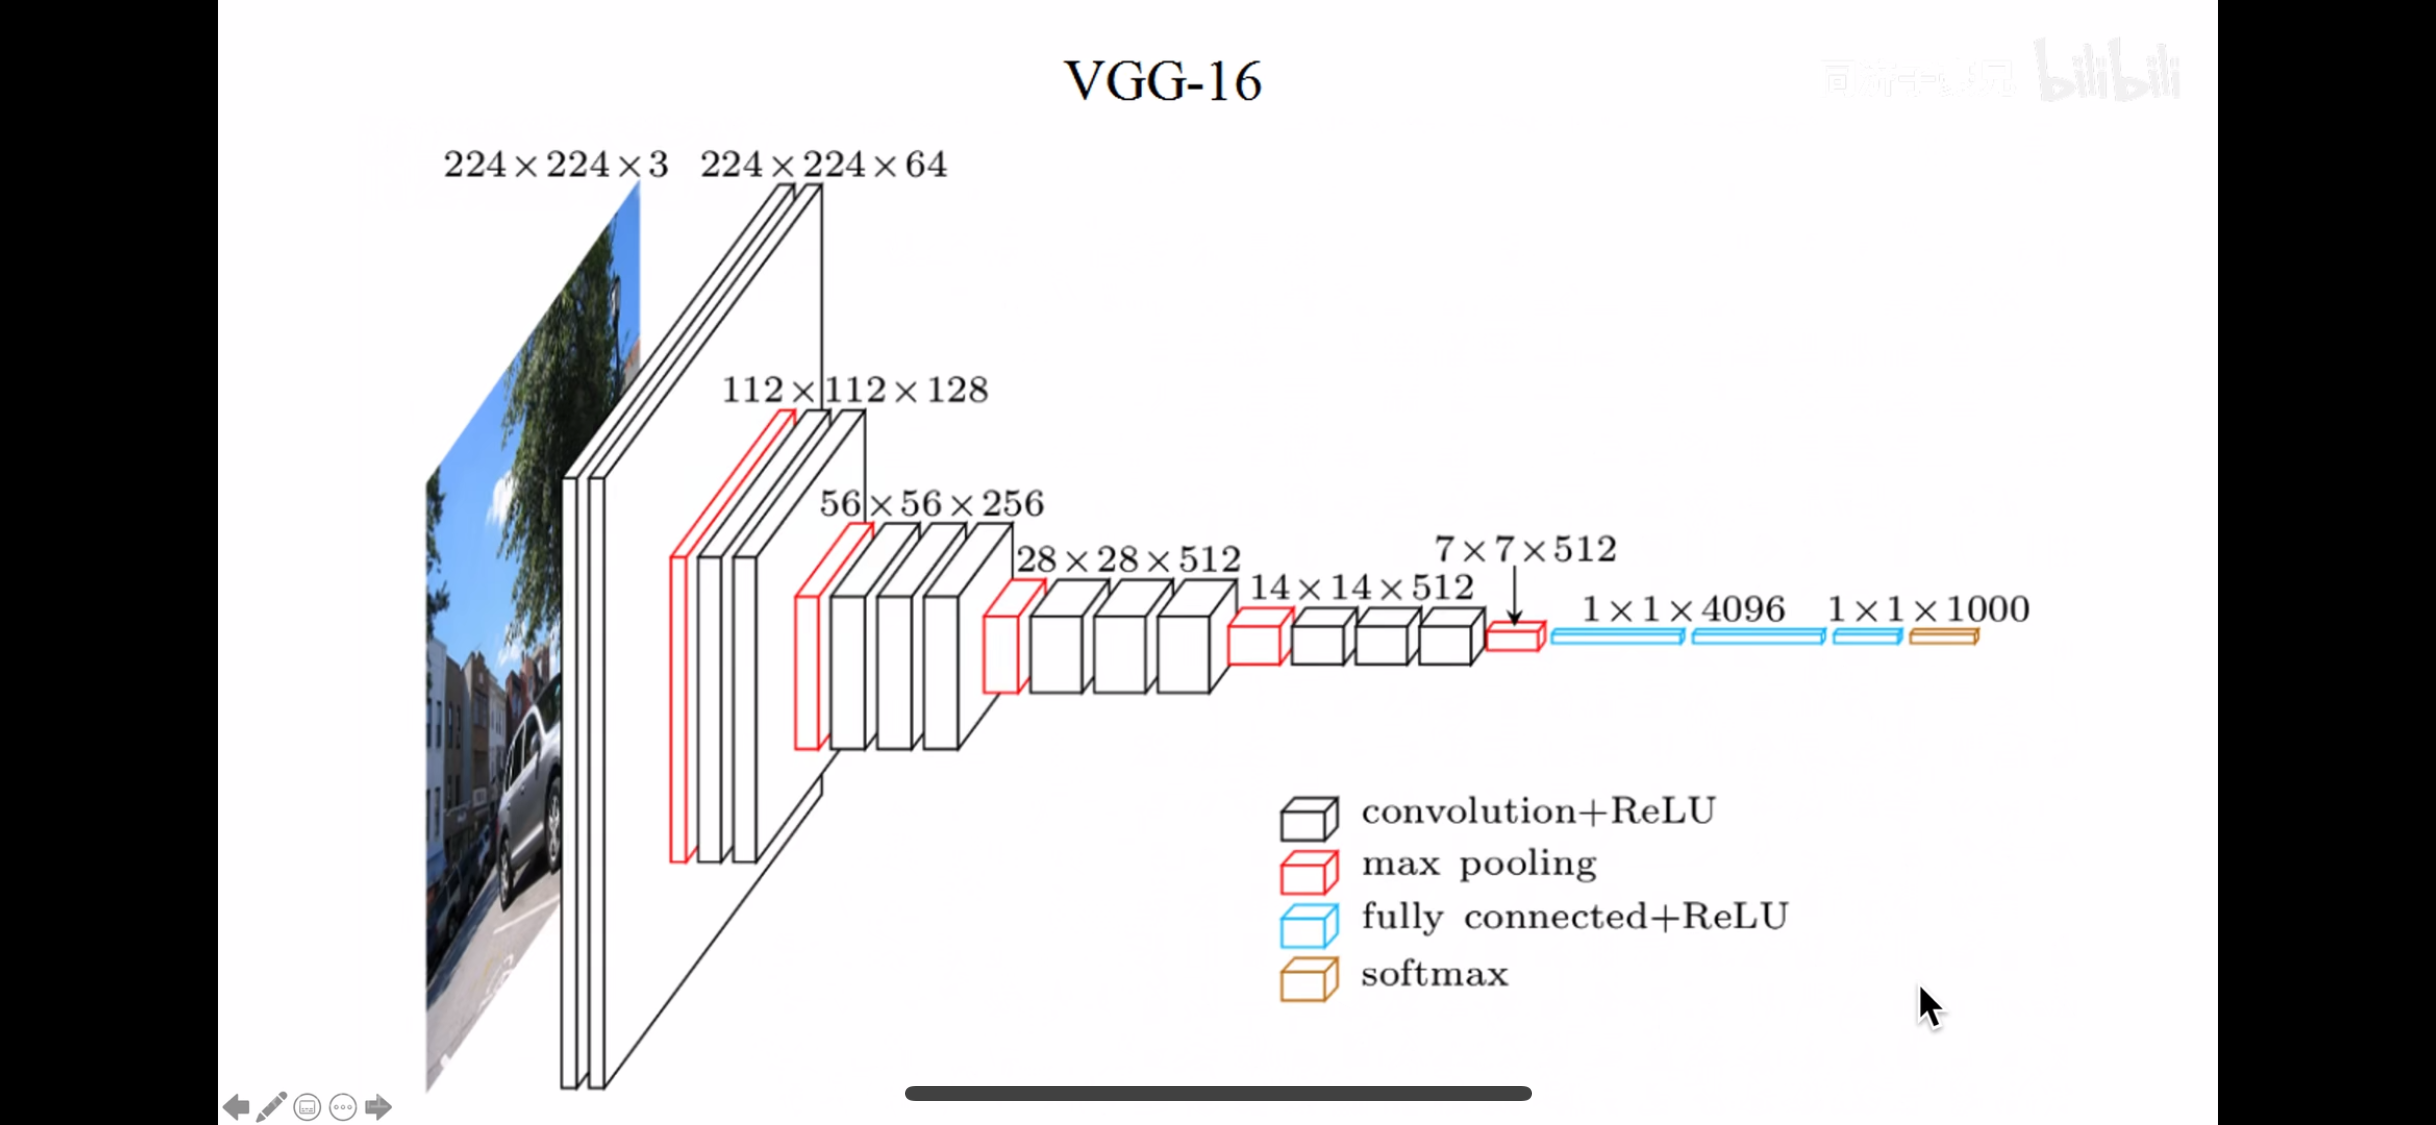 VGG-16
bilibili
224×224×3 224×224×64
112×112×128
56×56×256
28×28×512
14×14×512
7×7×512
1×1×4096 1×1×1000
convolution+ReLU
max pooling
fully connected+ReLU
softmax